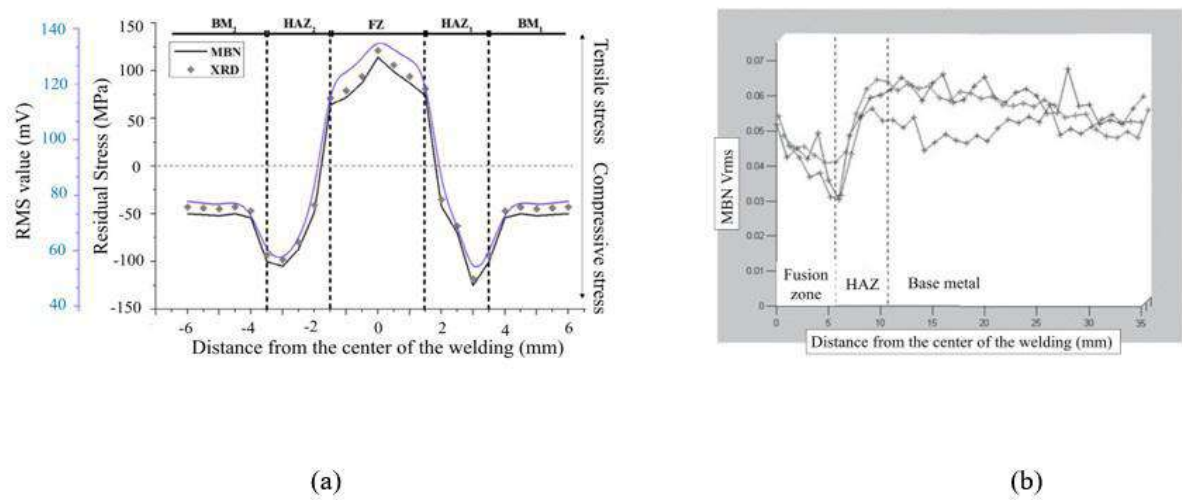 BM2 HAZ2 FZ HAZ1 BM1
MBN
XRD
RMS value (mV)
140
120
100
80
60
40
Residual Stress (MPa)
150
100
50
0
-50
-100
-150
Tensile stress
Compressive stress
-6 -4 -2 0 2 4 6
Distance from the center of the welding (mm)
(a)
MBN Vrms
0.07
0.06
0.05
0.04
0.03
0.02
0.01
0
Fusion
zone
HAZ
Base metal
0 5 10 15 20 25 30 35
Distance from the center of the welding (mm)
(b)